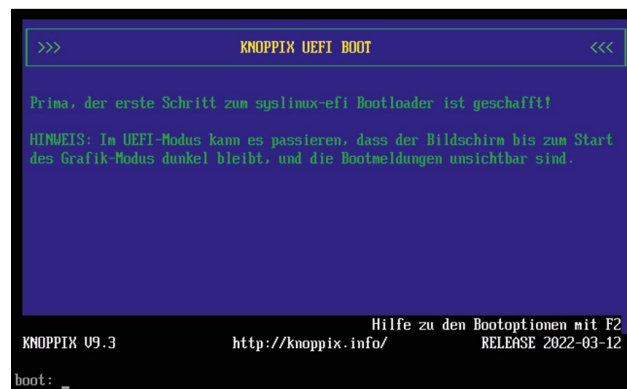 >>> KNOPPIX UEFI BOOT <<<
Prima, der erste Schritt zum syslinux-efi Bootloader ist geschafft!
HINWEIS: Im UEFI-Modus kann es passieren, dass der Bildschirm bis zum Start
des Grafik-Modus dunkel bleibt, und die Bootmeldungen unsichtbar sind.
Hilfe zu den Bootoptionen mit F2
KNOPPIX V9.3 http://knoppix.info/ RELEASE 2022-03-12
boot: _